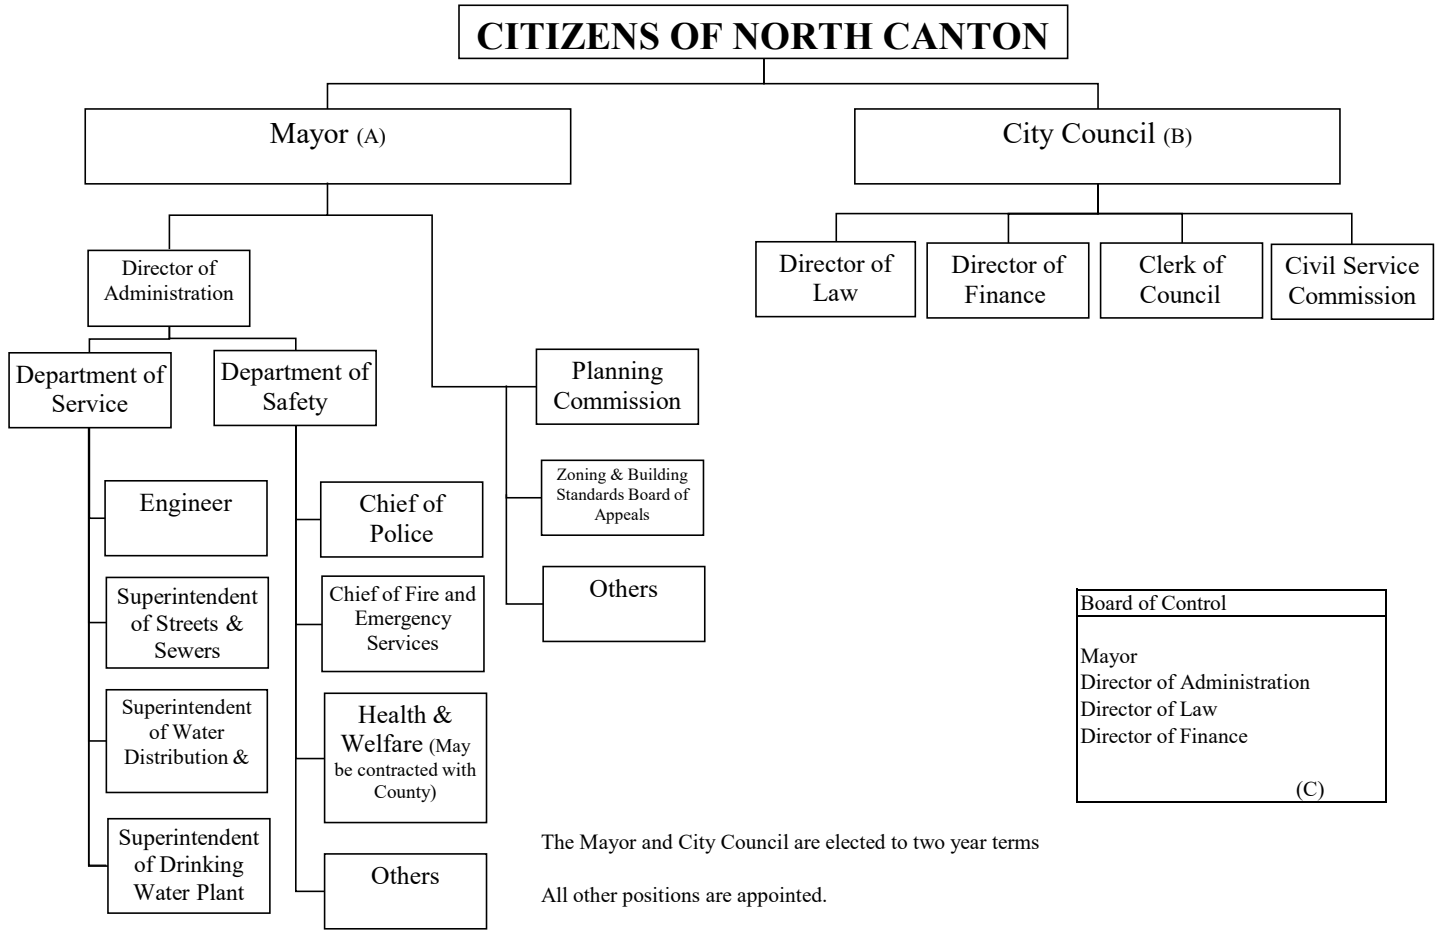 CITIZENS OF NORTH CANTON
Mayor (A)
City Council (B)
Director of
Administration
Director of
Law
Director of
Finance
Clerk of
Council
Civil Service
Commission
Department of
Service
Department of
Safety
Planning
Commission
Zoning & Building
Standards Board of
Appeals
Others
Engineer
Superintendent
of Streets &
Sewers
Superintendent
of Water
Distribution &
Superintendent
of Drinking
Water Plant
Chief of
Police
Chief of Fire and
Emergency
Services
Health &
Welfare (May
be contracted with
County)
Others
Board of Control
Mayor
Director of Administration
Director of Law
Director of Finance
(C)
The Mayor and City Council are elected to two year terms
All other positions are appointed.